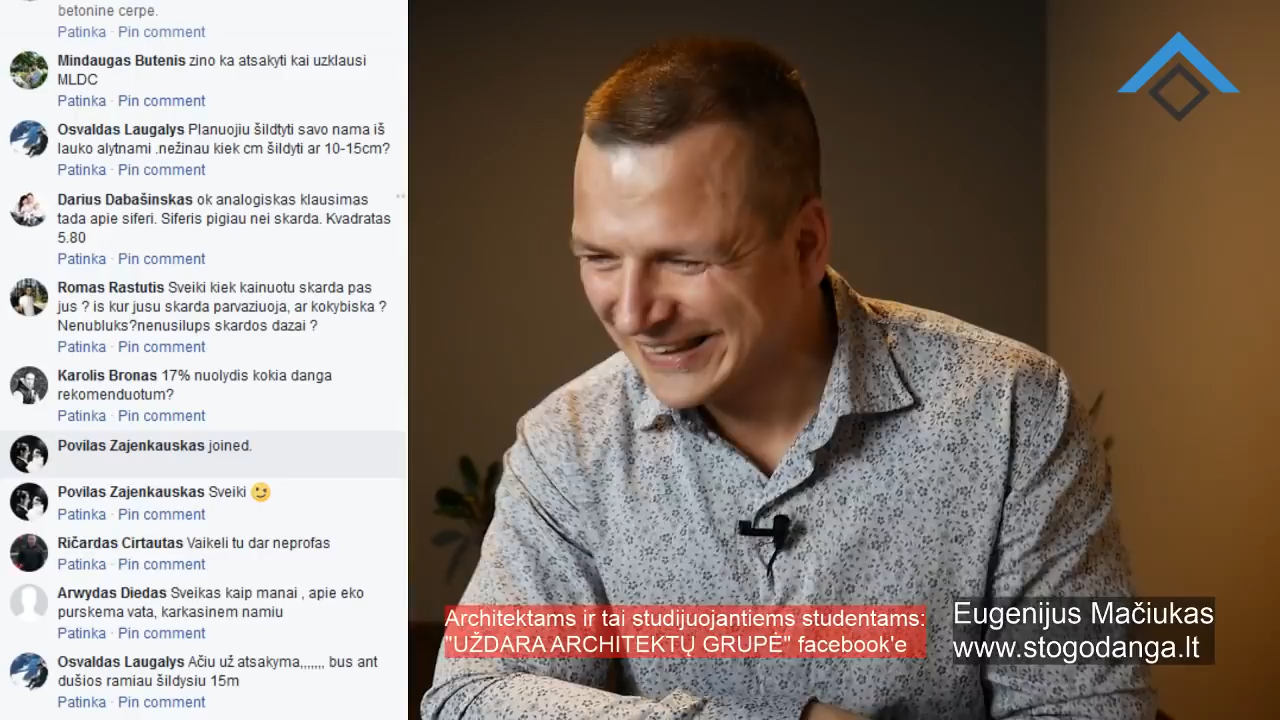 betonine cerpe.
Patinka · Pin comment
Mindaugas Butenis zino ka atsakyti kai uzklausi
MLDC
Patinka · Pin comment
Osvaldas Laugalys Planuojiu šildtyti savo nama iš
lauko alytnami .nežinau kiek cm šildyti ar 10-15cm?
Patinka · Pin comment
Darius Dabašinskas ok analogiskas klausimas
tada apie siferi. Siferis pigiau nei skarda. Kvadratas
5.80
Patinka · Pin comment
Romas Rastutis Sveiki kiek kainuotu skarda pas
jus ? is kur jusu skarda parvaziuoja, ar kokybiska ?
Nenubluks?nenusilups skardos dazai ?
Patinka · Pin comment
Karolis Bronas 17% nuolydis kokia danga
rekomenduotum?
Patinka · Pin comment
Povilas Zajenkauskas joined.
Povilas Zajenkauskas Sveiki 😉
Patinka · Pin comment
Ričardas Cirtautas Vaikeli tu dar neprofas
Patinka · Pin comment
Arwydas Diedas Sveikas kaip manai , apie eko
purskema vata, karkasinem namiu
Patinka · Pin comment
Osvaldas Laugalys Ačiu už atsakyma,,,,,,, bus ant
dušios ramiau šildysiu 15m
Patinka · Pin comment
Architektams ir tai studijuojantiems studentams:
"UŽDARA ARCHITEKTŲ GRUPĖ" facebook'e
Eugenijus Mačiukas
www.stogodanga.lt